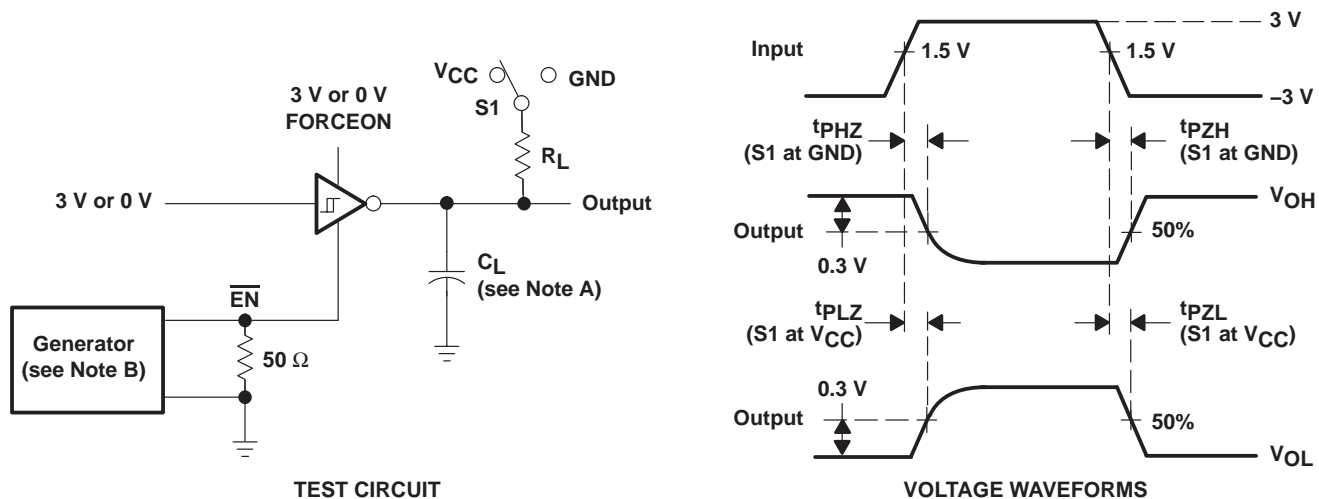 VCC
GND
S1
3 V or 0 V
FORCEON
RL
3 V or 0 V
Output
CL
(see Note A)
EN
Generator
(see Note B)
50 Ω
TEST CIRCUIT
Input
3 V
1.5 V
1.5 V
–3 V
tPHZ
(S1 at GND)
tPZH
(S1 at GND)
VOH
Output
50%
0.3 V
tPLZ
(S1 at VCC)
tPZL
(S1 at VCC)
0.3 V
Output
50%
VOL
VOLTAGE WAVEFORMS